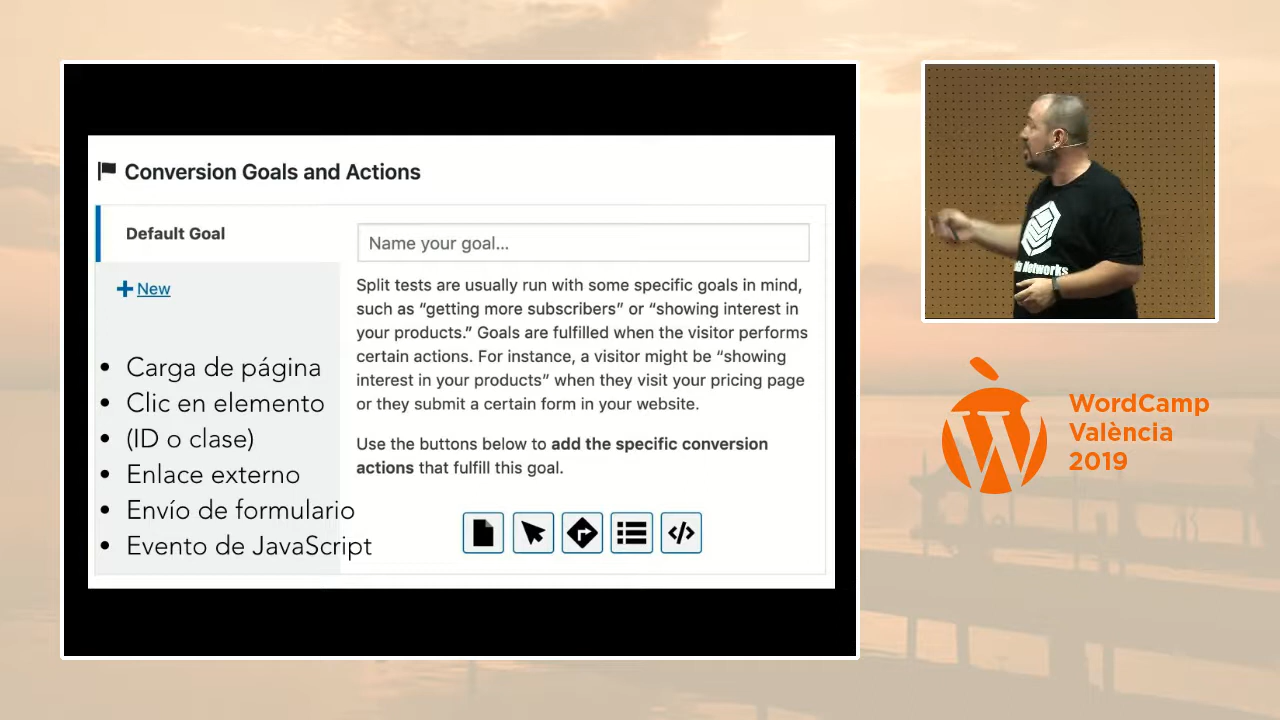 Conversion Goals and Actions
Default Goal
New
Carga de página
Clic en elemento
(ID o clase)
Enlace externo
Envío de formulario
Evento de JavaScript
Name your goal...
Split tests are usually run with some specific goals in mind,
such as “getting more subscribers” or “showing interest in
your products.” Goals are fulfilled when the visitor performs
certain actions. For instance, a visitor might be “showing
interest in your products” when they visit your pricing page
or they submit a certain form in your website.
Use the buttons below to add the specific conversion
actions that fulfill this goal.
Networks
WordCamp
València
2019